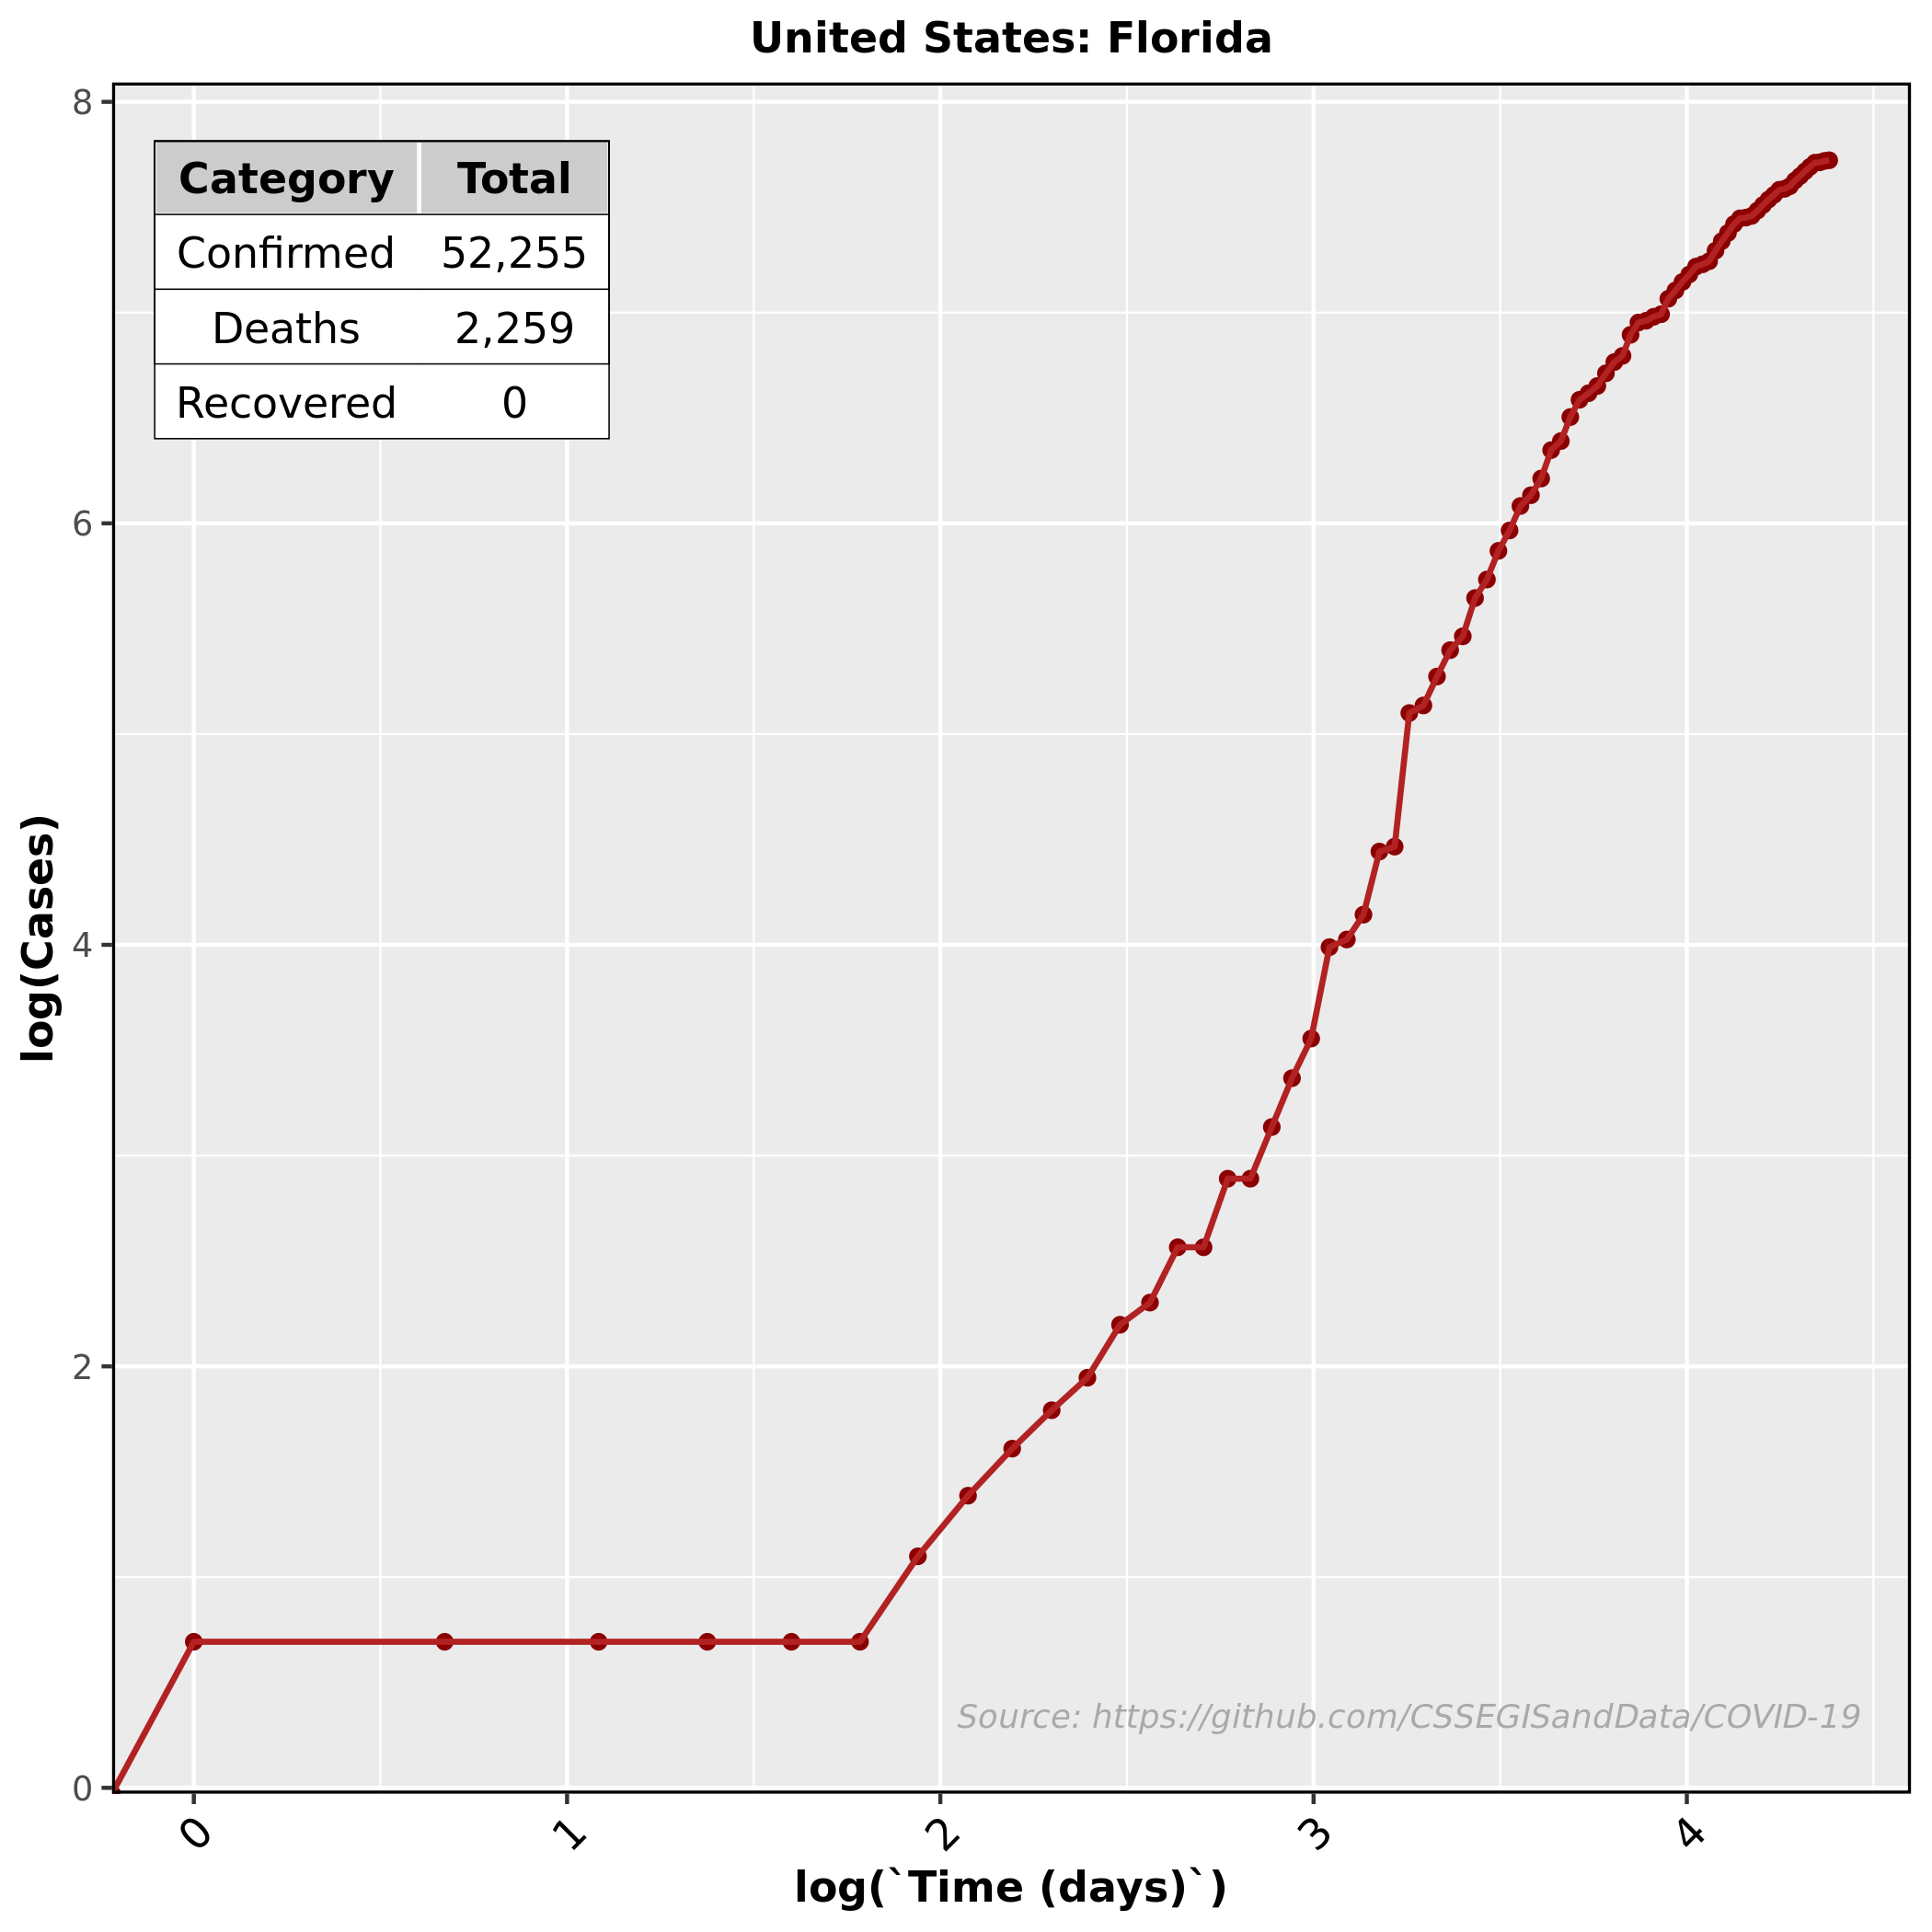 United States: Florida
8
6
4
2
0
log(Cases)
Category Total
Confirmed 52,255
Deaths 2,259
Recovered 0
Source: https://github.com/CSSEGISandData/COVID-19
0 1 2 3 4
log(`Time (days)`)